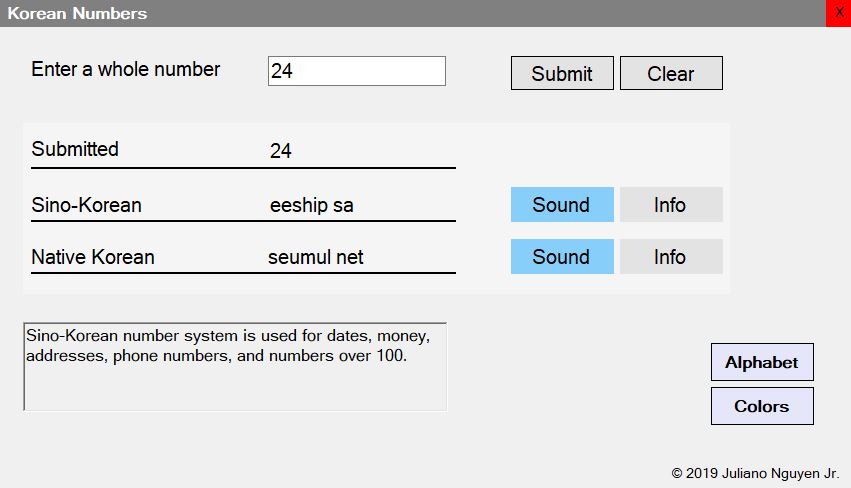 Korean Numbers X
Enter a whole number 24 Submit Clear
Submitted 24
Sino-Korean eeship sa Sound Info
Native Korean seumul net Sound Info
Sino-Korean number system is used for dates, money,
addresses, phone numbers, and numbers over 100.
Alphabet
Colors
© 2019 Juliano Nguyen Jr.